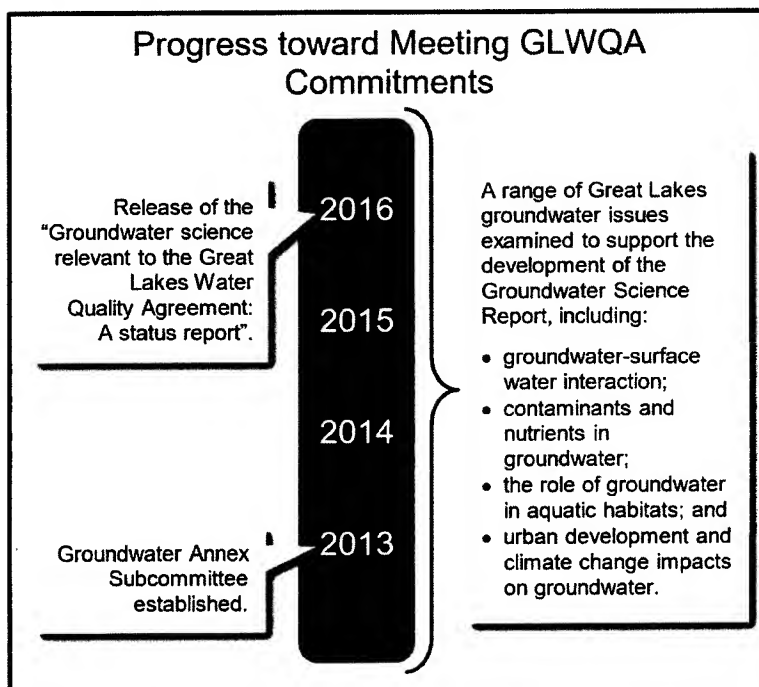 Progress toward Meeting GLWQA
Commitments
2016
2015
2014
2013
Release of the
"Groundwater science
relevant to the Great
Lakes Water
Quality Agreement:
A status report".
Groundwater Annex
Subcommittee
established.
A range of Great Lakes
groundwater issues
examined to support the
development of the
Groundwater Science
Report, including:
• groundwater-surface
water interaction;
• contaminants and
nutrients in
groundwater;
• the role of groundwater
in aquatic habitats; and
• urban development and
climate change impacts
on groundwater.